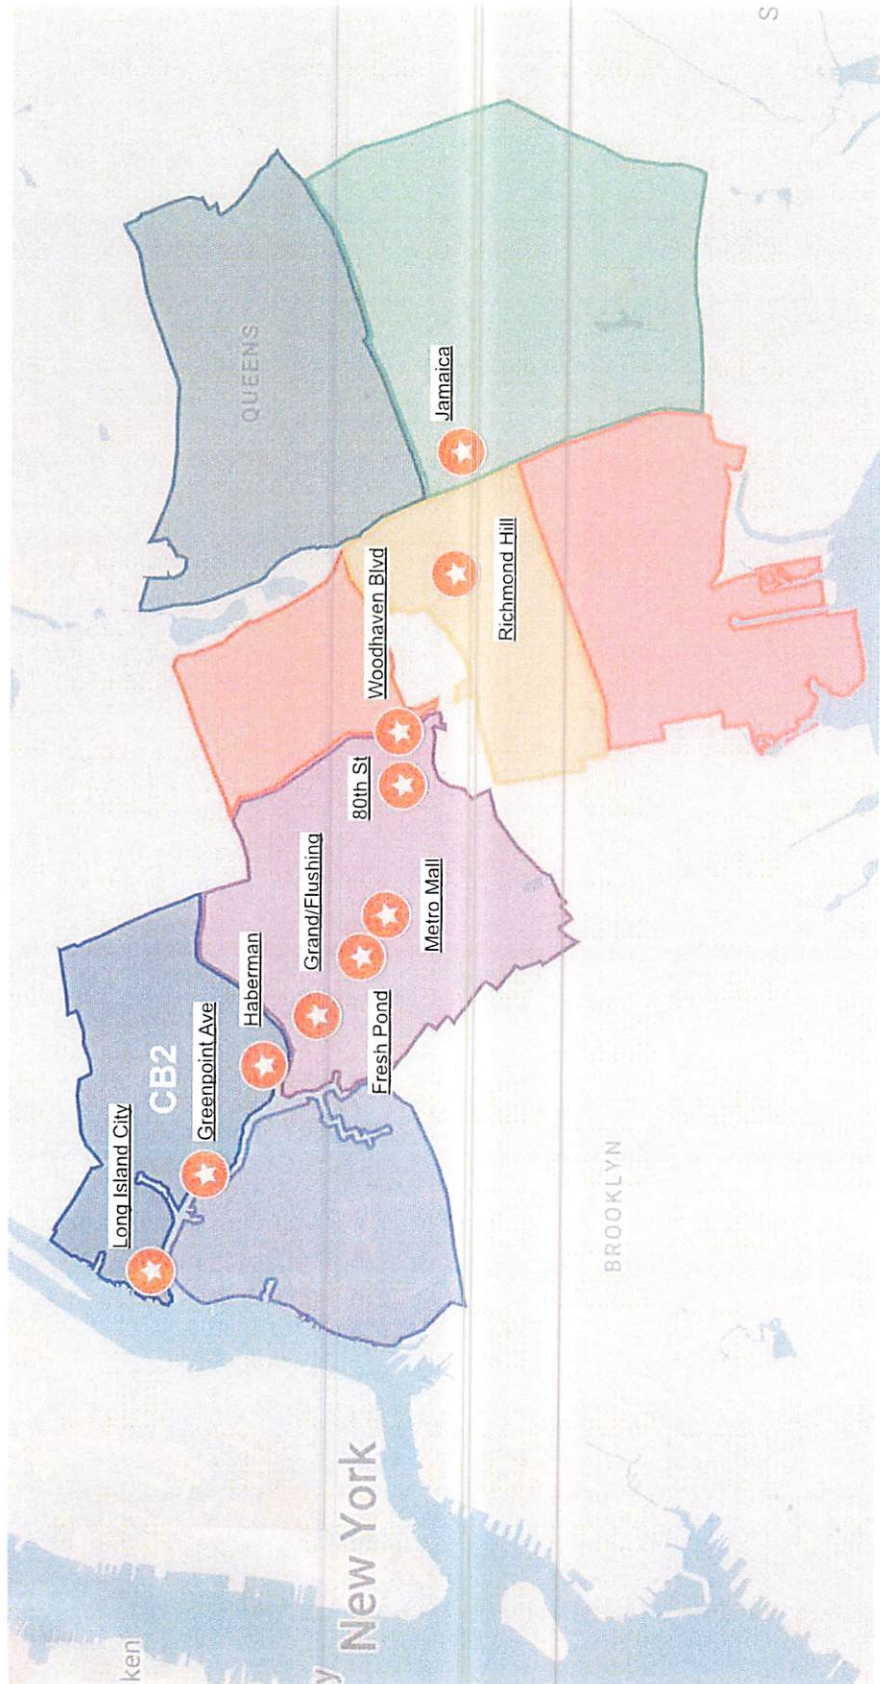 ken
y
New York
Long Island City
CB2
Greenpoint Ave
Haberman
Grand/Flushing
Fresh Pond
Metro Mall
80th St
Woodhaven Blvd
Richmond Hill
Jamaica
QUEENS
BROOKLYN
S